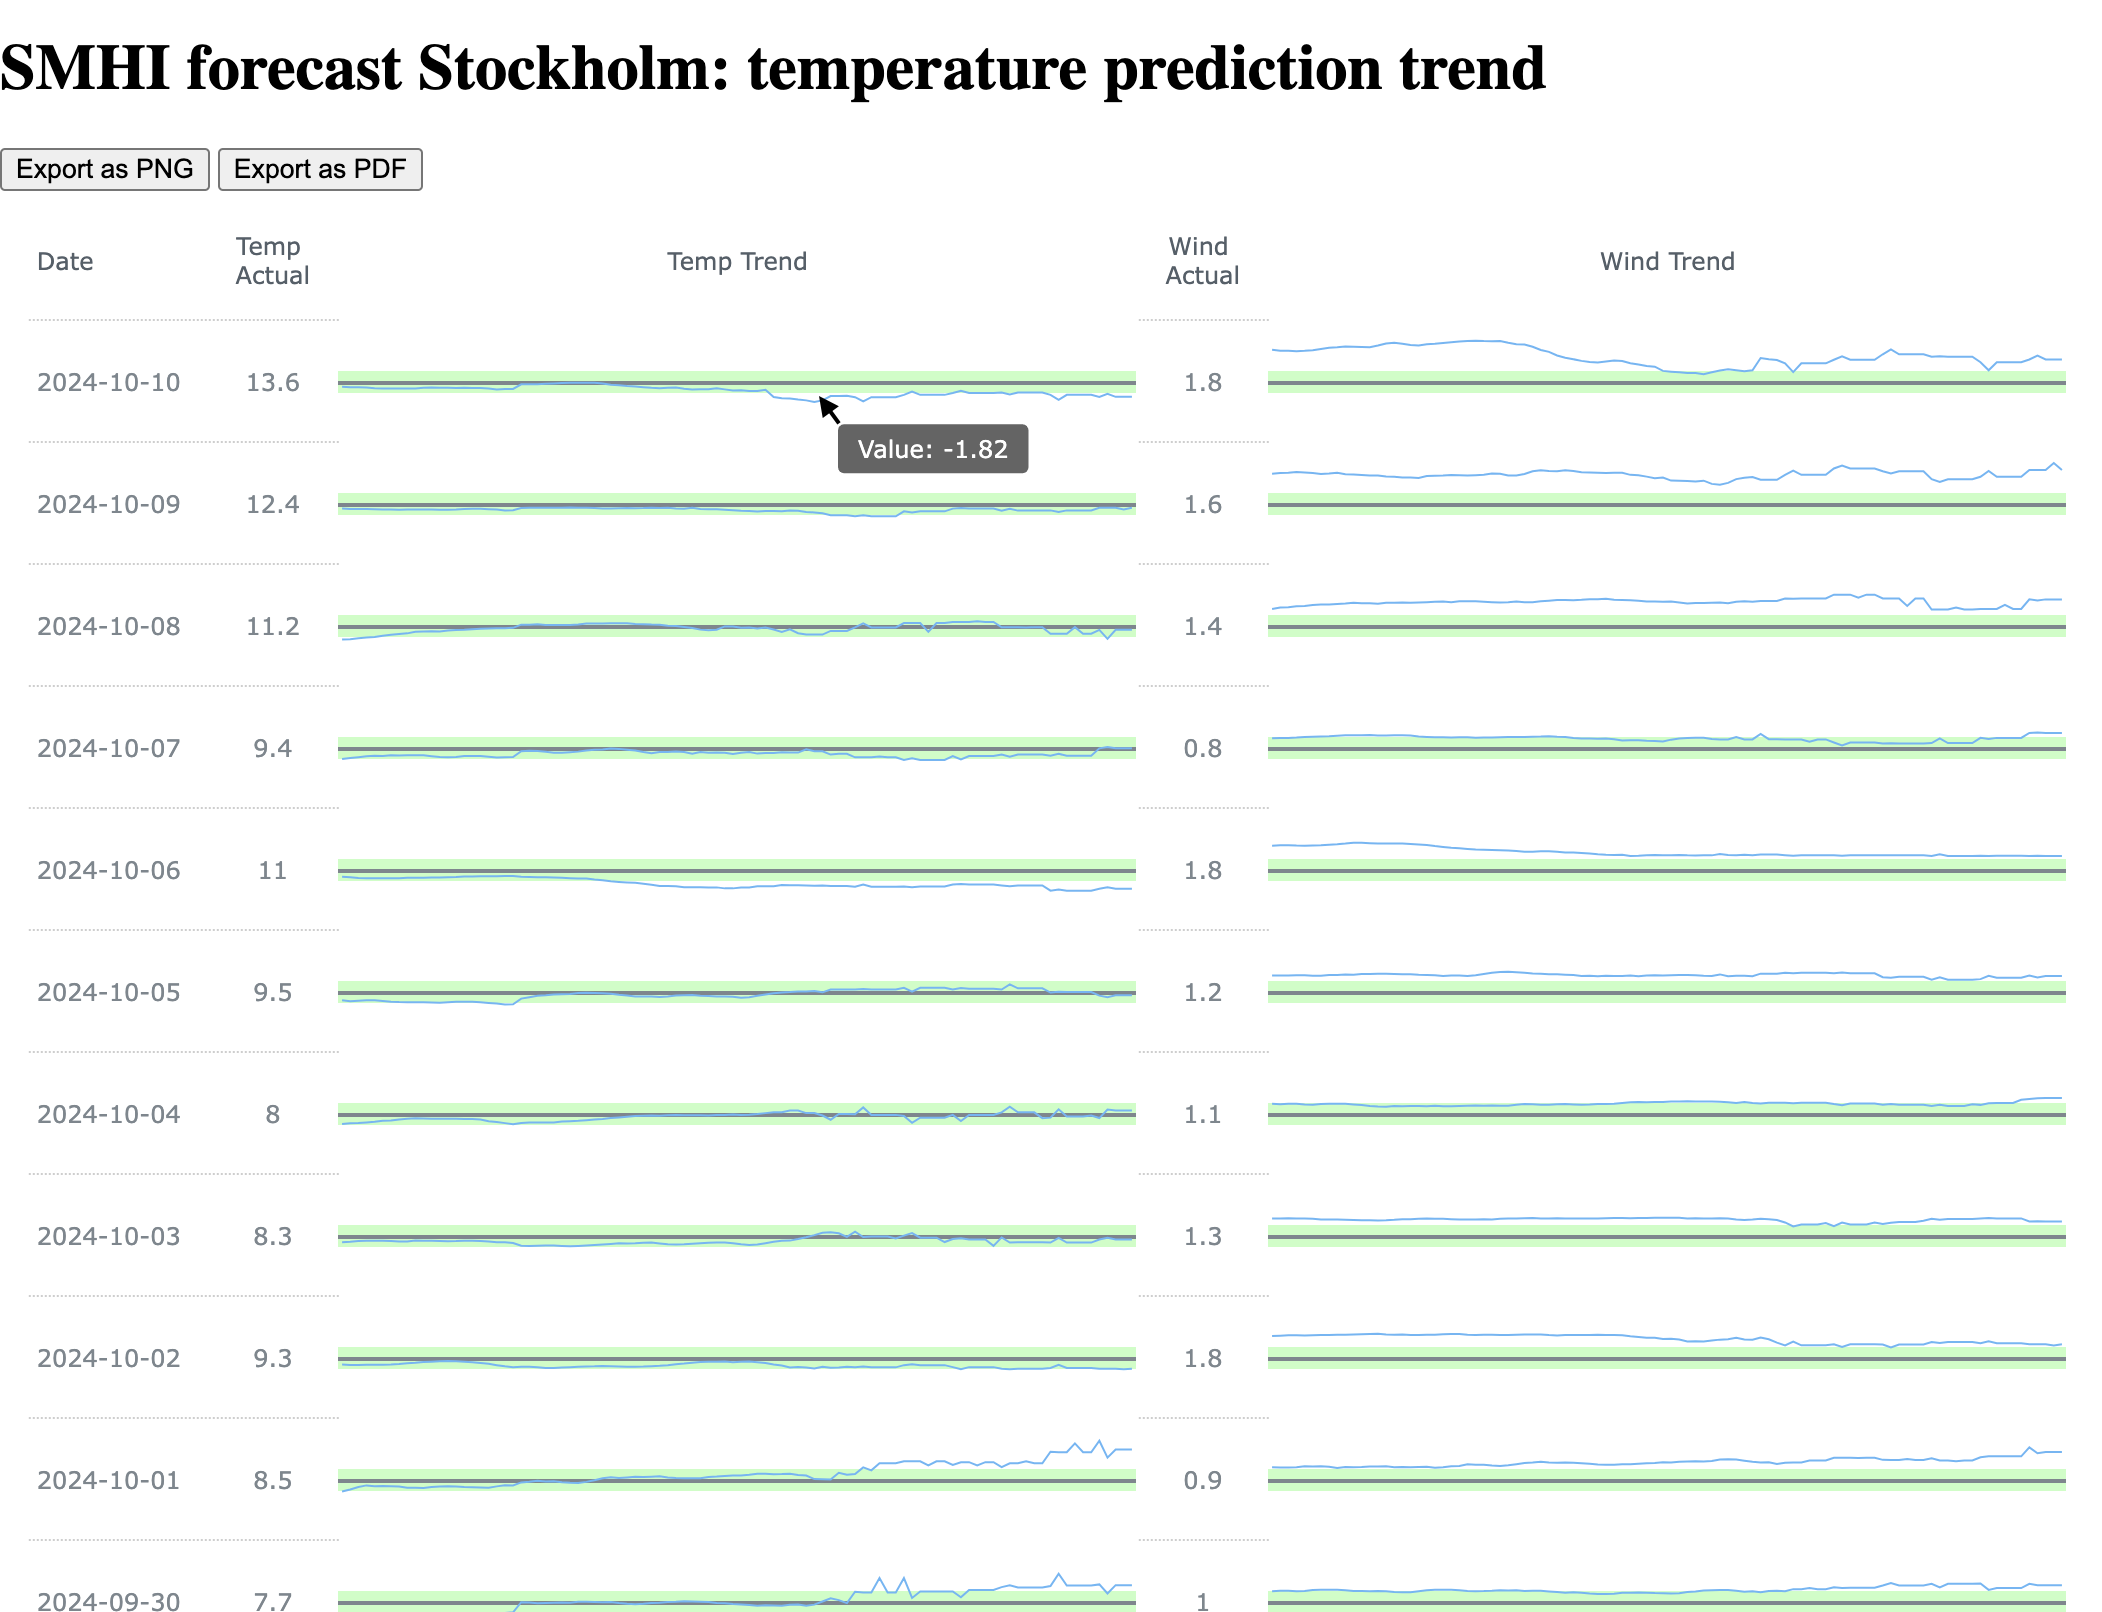 SMHI forecast Stockholm: temperature prediction trend
Export as PNG Export as PDF
Date Temp Actual Temp Trend Wind Actual Wind Trend
2024-10-10 13.6 1.8
Value: -1.82
2024-10-09 12.4 1.6
2024-10-08 11.2 1.4
2024-10-07 9.4 0.8
2024-10-06 11 1.8
2024-10-05 9.5 1.2
2024-10-04 8 1.1
2024-10-03 8.3 1.3
2024-10-02 9.3 1.8
2024-10-01 8.5 0.9
2024-09-30 7.7 1